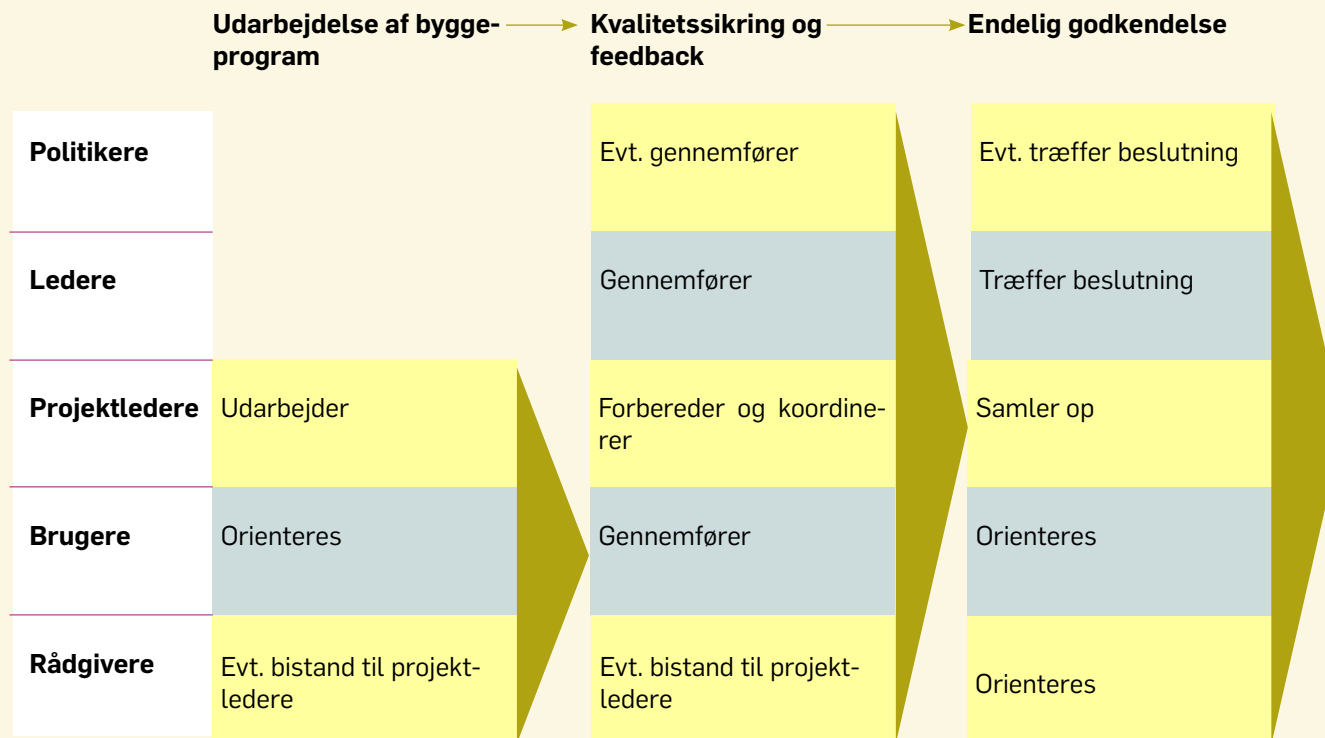 Udarbejdelse af bygge-
program
Kvalitetssikring og
feedback
Endelig godkendelse
Politikere
Evt. gennemfører
Evt. træffer beslutning
Ledere
Gennemfører
Træffer beslutning
Projektledere
Udarbejder
Forbereder og koordine-
rer
Samler op
Brugere
Orienteres
Gennemfører
Orienteres
Rådgivere
Evt. bistand til projekt-
ledere
Evt. bistand til projekt-
ledere
Orienteres